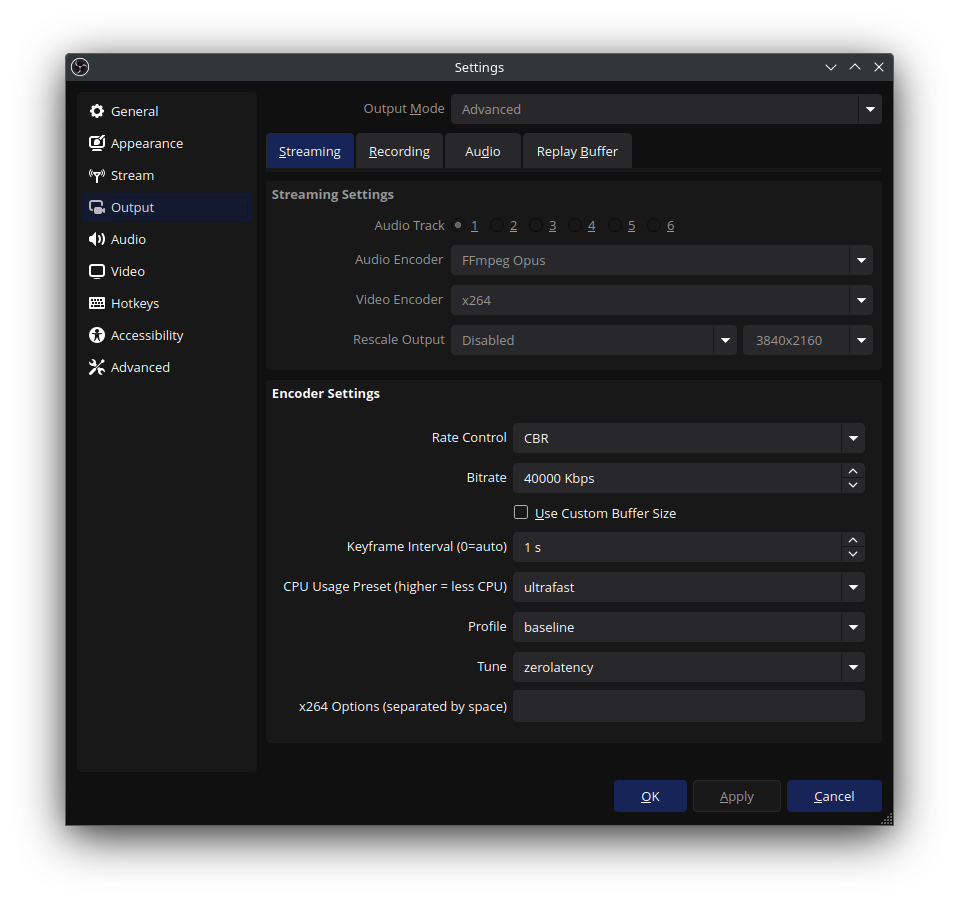 Settings
General
Appearance
Stream
Output
Audio
Video
Hotkeys
Accessibility
Advanced
Output Mode Advanced
Streaming Recording Audio Replay Buffer
Streaming Settings
Audio Track 1 2 3 4 5 6
Audio Encoder FFmpeg Opus
Video Encoder x264
Rescale Output Disabled 3840x2160
Encoder Settings
Rate Control CBR
Bitrate 40000 Kbps
Use Custom Buffer Size
Keyframe Interval (0=auto) 1 s
CPU Usage Preset (higher = less CPU) ultrafast
Profile baseline
Tune zerolatency
x264 Options (separated by space)
OK Apply Cancel